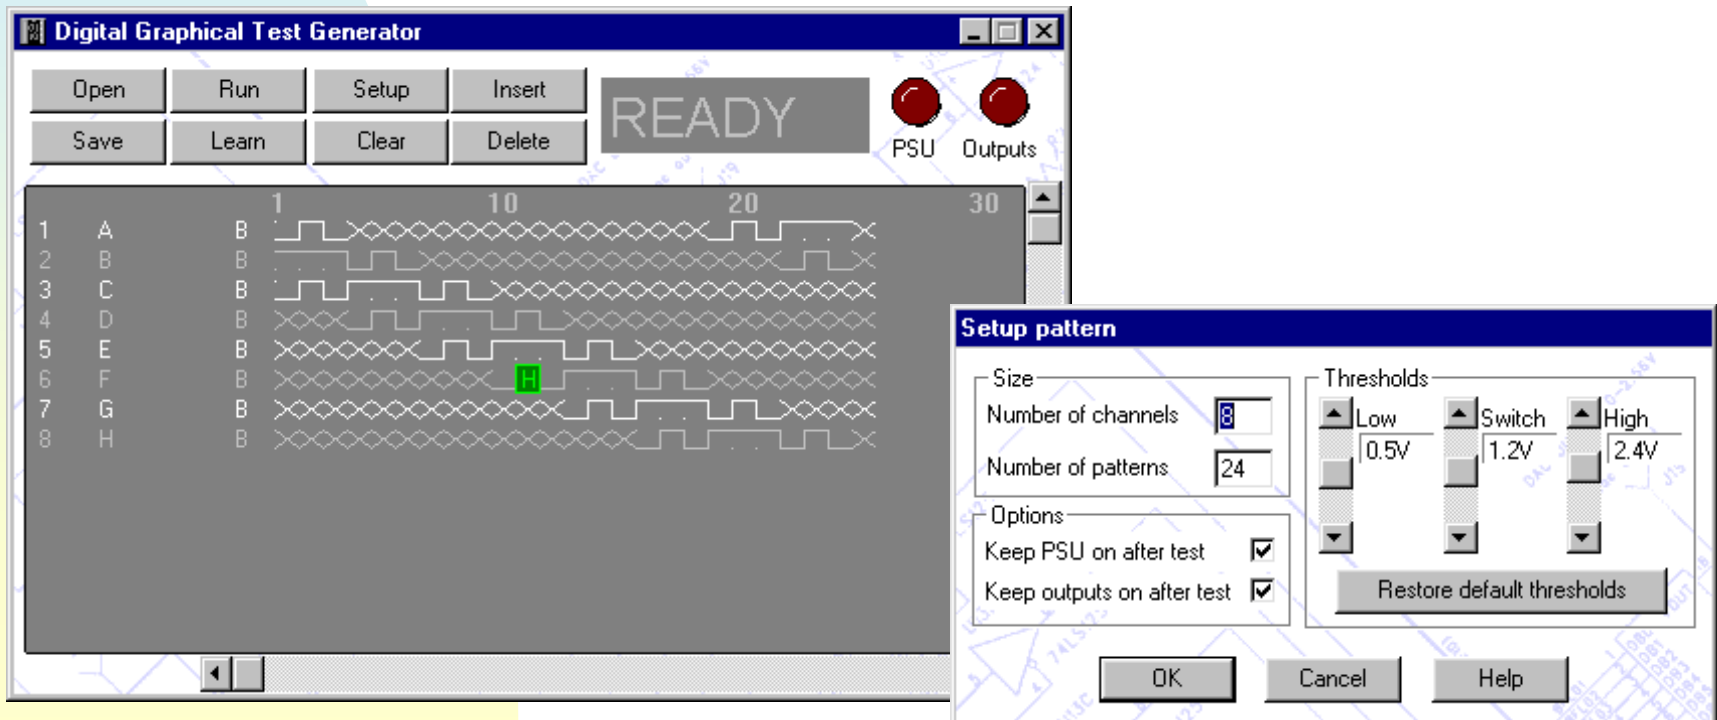 Digital Graphical Test Generator
Open Run Setup Insert
READY
Save Learn Clear Delete
PSU Outputs
1 10 20 30
1 A B
2 B B
3 C B
4 D B
5 E B
6 F B H
7 G B
8 H B
Setup pattern
Size
Number of channels 8
Number of patterns 24
Options
Keep PSU on after test
Keep outputs on after test
Thresholds
Low Switch High
0.5V 1.2V 2.4V
Restore default thresholds
OK Cancel Help